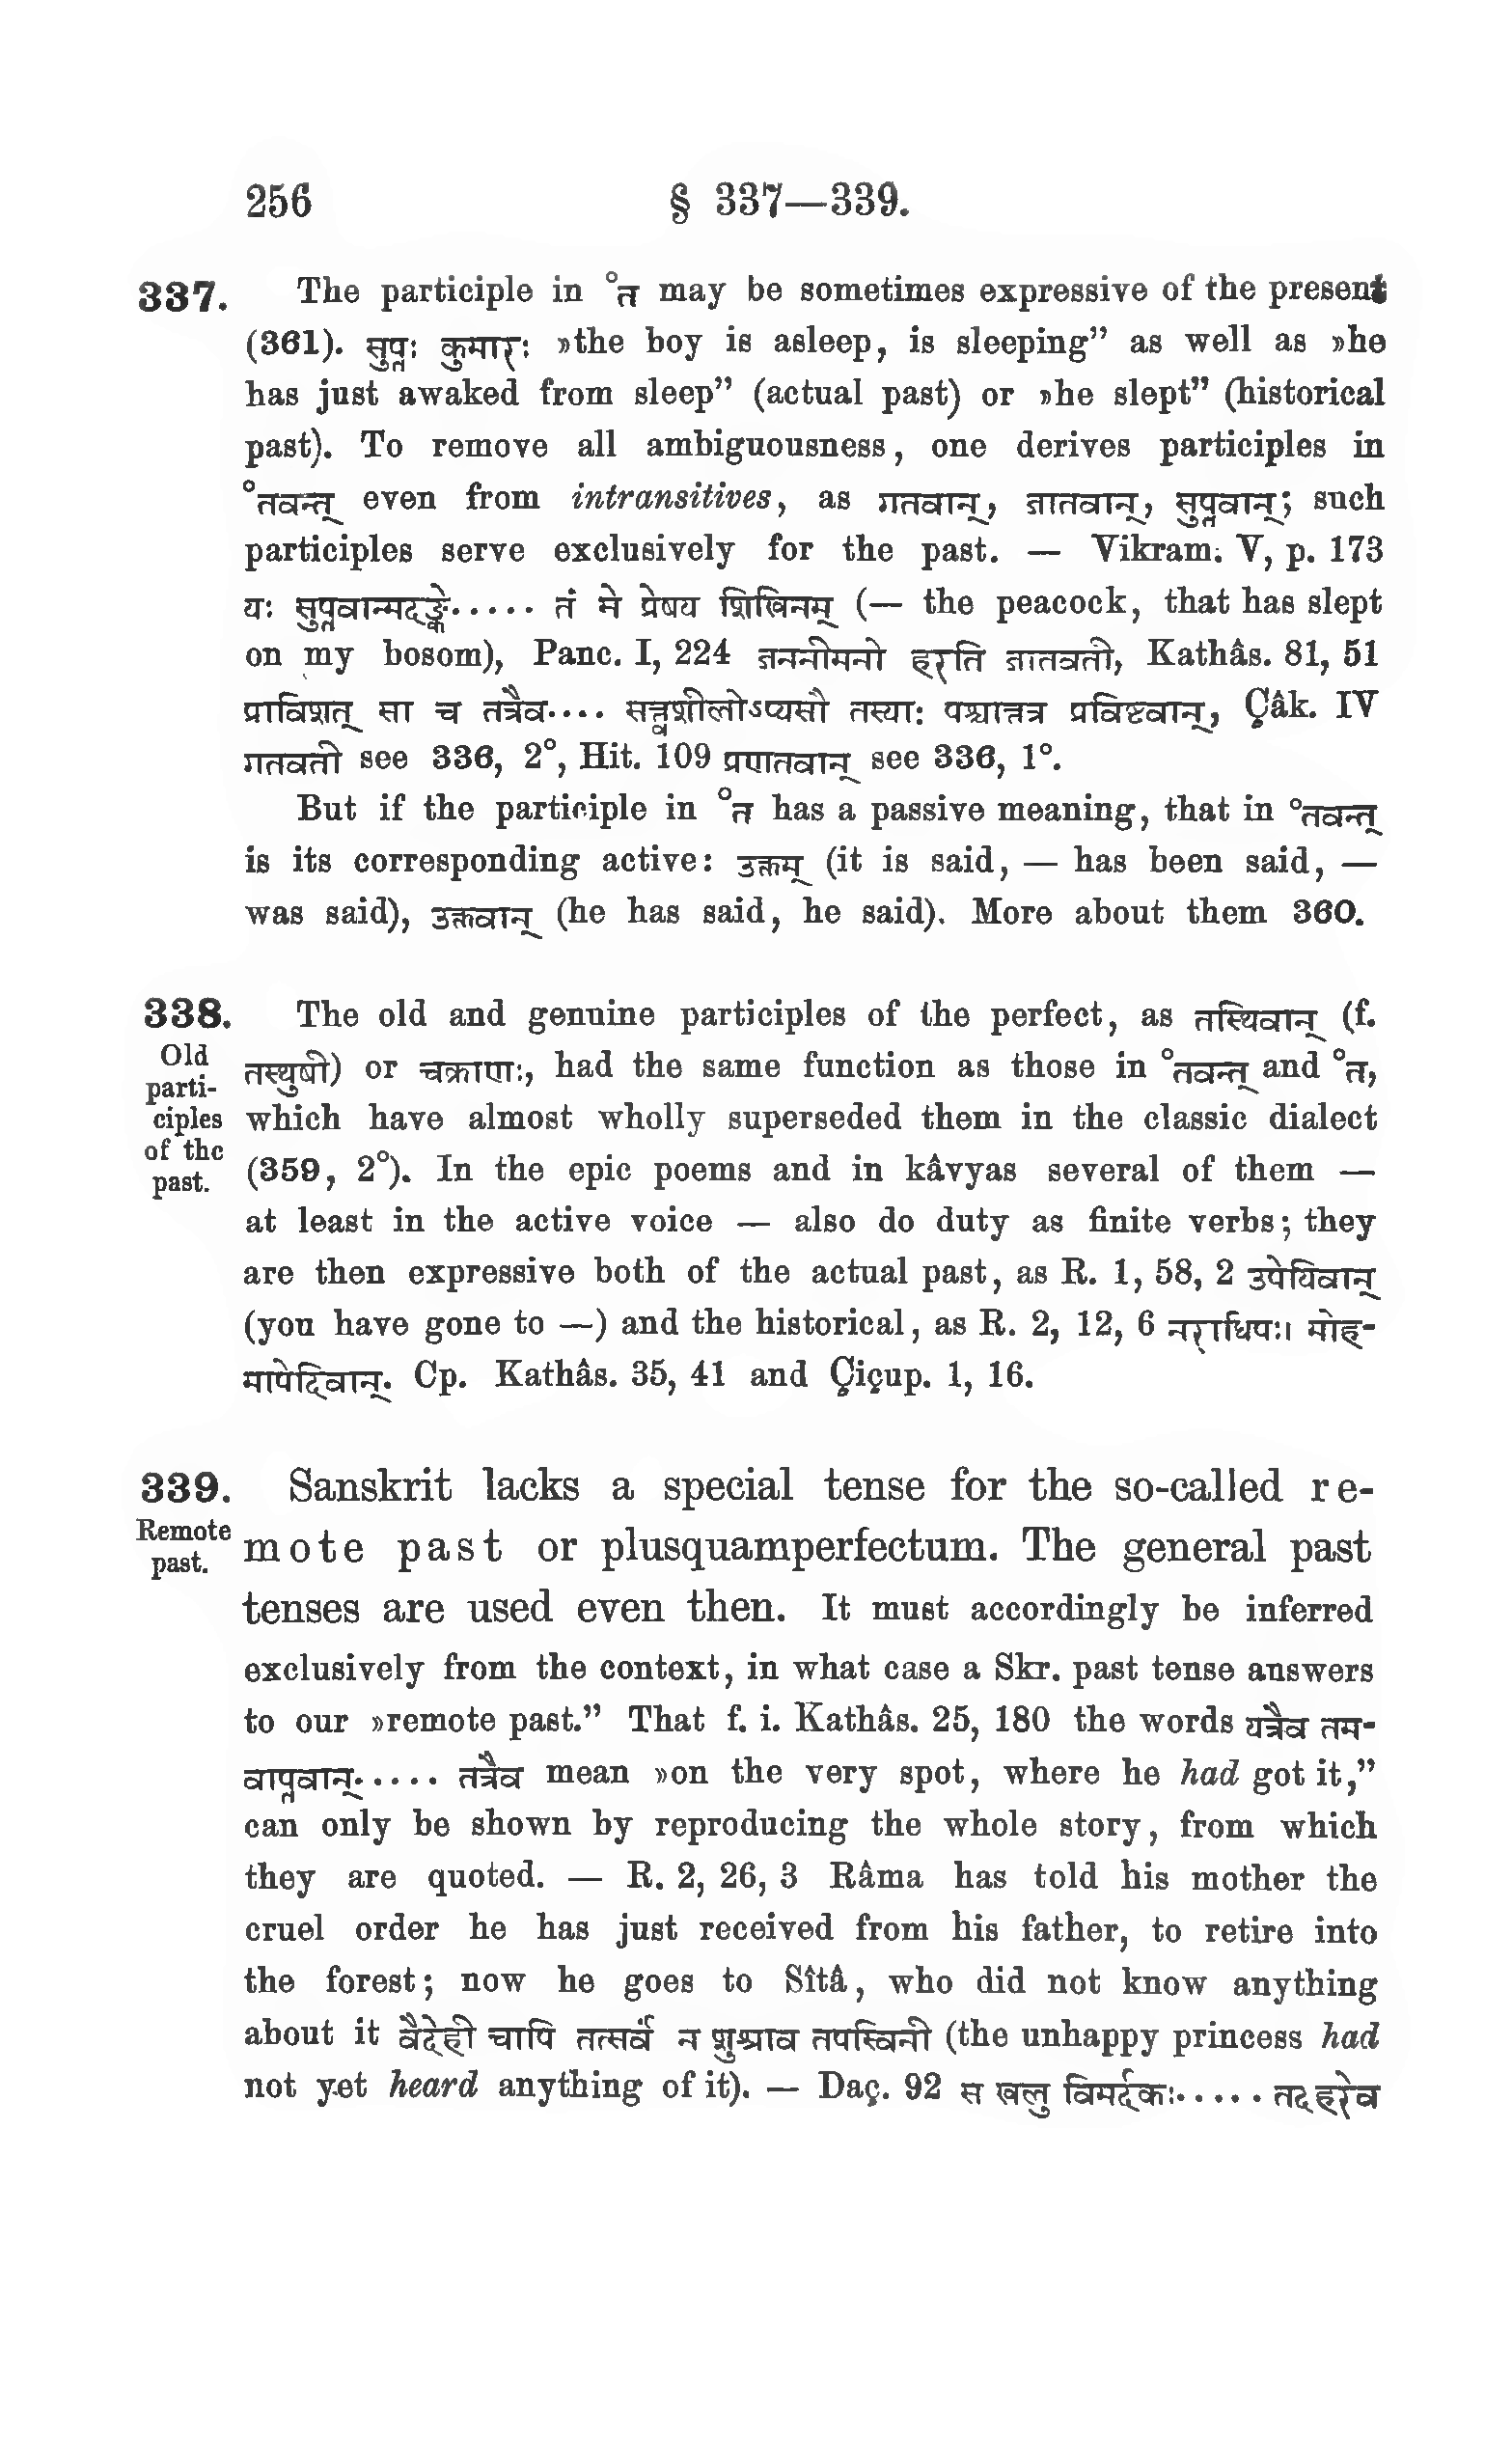 256 § 337—339.
337. The participle in °त may be sometimes expressive of the present
(361). सुप्तः कुमारः »the boy is asleep, is sleeping” as well as »he
has just awaked from sleep” (actual past) or »he slept” (historical
past). To remove all ambiguousness, one derives participles in
°तवन्त् even from intransitives, as गतवान्, जातवान्, सुप्तवान्; such
participles serve exclusively for the past. — Vikram. V, p. 173
यः सुप्तवान्मदङ्के..... तं मे प्रेषय शिखिनम् (— the peacock, that has slept
on my bosom), Panc. I, 224 जननीमनो हरति जातवती, Kathâs. 81, 51
प्राविशत् सा च तत्रैव.... सत्त्वशीलोऽप्यसौ तस्याः पश्चात्तत्र प्रविष्टवान्, Çâk. IV
गतवती see 336, 2°, Hit. 109 प्रणतवान् see 336, 1°.
But if the participle in °त has a passive meaning, that in °तवन्त्
is its corresponding active: उक्तम् (it is said, — has been said, —
was said), उक्तवान् (he has said, he said). More about them 360.
338. The old and genuine participles of the perfect, as तस्थिवान् (f.
Old
parti-
ciples
of the
past.
तस्थुषी) or चक्राणः, had the same function as those in °तवन्त् and °त,
which have almost wholly superseded them in the classic dialect
(359, 2°). In the epic poems and in kâvyas several of them —
at least in the active voice — also do duty as finite verbs; they
are then expressive both of the actual past, as R. 1, 58, 2 उपेयिवान्
(you have gone to —) and the historical, as R. 2, 12, 6 नराधिपः। मोह-
मापेदिवान्. Cp. Kathâs. 35, 41 and Çiçup. 1, 16.
339. Sanskrit lacks a special tense for the so-called re-
Remote
past.
mote past or plusquamperfectum. The general past
tenses are used even then. It must accordingly be inferred
exclusively from the context, in what case a Skr. past tense answers
to our »remote past.” That f. i. Kathâs. 25, 180 the words यत्रैव तम-
वाप्तवान्..... तत्रैव mean »on the very spot, where he had got it,”
can only be shown by reproducing the whole story, from which
they are quoted. — R. 2, 26, 3 Râma has told his mother the
cruel order he has just received from his father, to retire into
the forest; now he goes to Sîtâ, who did not know anything
about it वैदेही चापि तत्सर्वं न शुश्राव तपस्विनी (the unhappy princess had
not yet heard anything of it). — Daç. 92 स खलु विमर्दकः..... तदहरेव